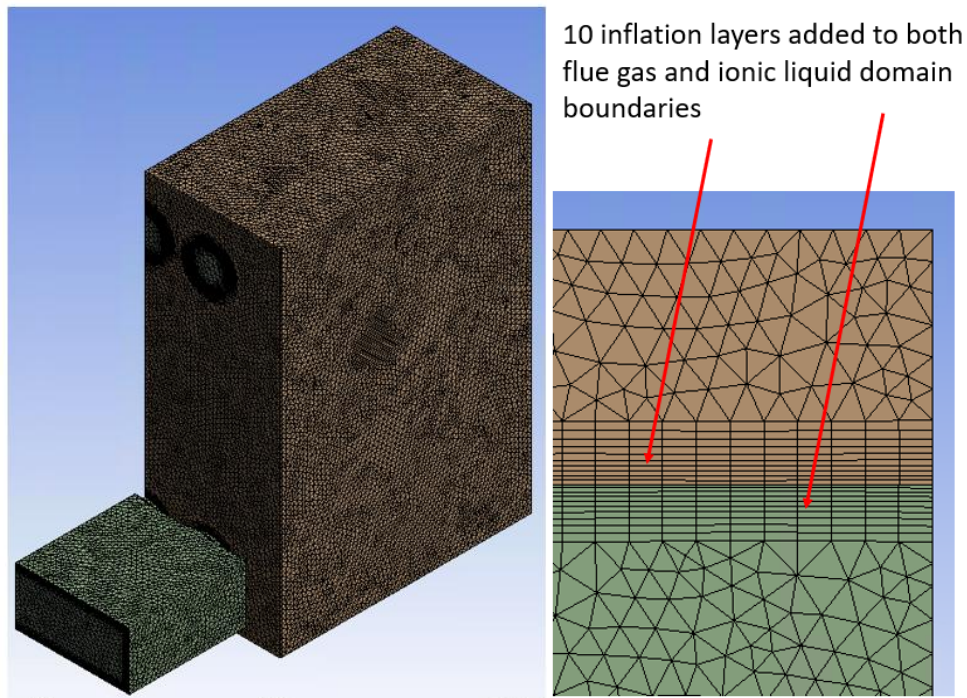 10 inflation layers added to both
flue gas and ionic liquid domain
boundaries